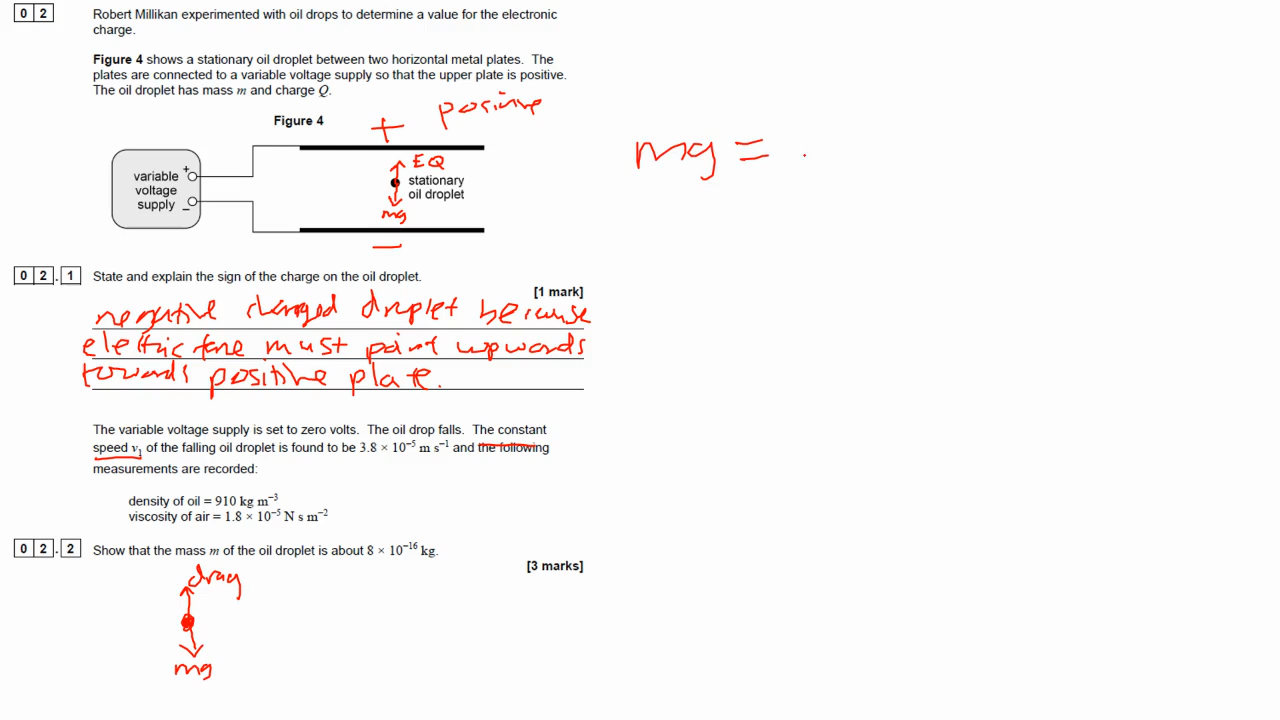 0 2
Robert Millikan experimented with oil drops to determine a value for the electronic
charge.
Figure 4 shows a stationary oil droplet between two horizontal metal plates. The
plates are connected to a variable voltage supply so that the upper plate is positive.
The oil droplet has mass m and charge Q.
Figure 4
+ positive
variable
voltage
supply
+
−
EQ
stationary
oil droplet
mg
−
mg =
0 2 . 1
State and explain the sign of the charge on the oil droplet.
[1 mark]
negative charged droplet because
electric force must point upwards
towards positive plate.
The variable voltage supply is set to zero volts. The oil drop falls. The constant
speed v₁ of the falling oil droplet is found to be 3.8 × 10⁻⁵ m s⁻¹ and the following
measurements are recorded:
density of oil = 910 kg m⁻³
viscosity of air = 1.8 × 10⁻⁵ N s m⁻²
0 2 . 2
Show that the mass m of the oil droplet is about 8 × 10⁻¹⁶ kg.
[3 marks]
drag
mg